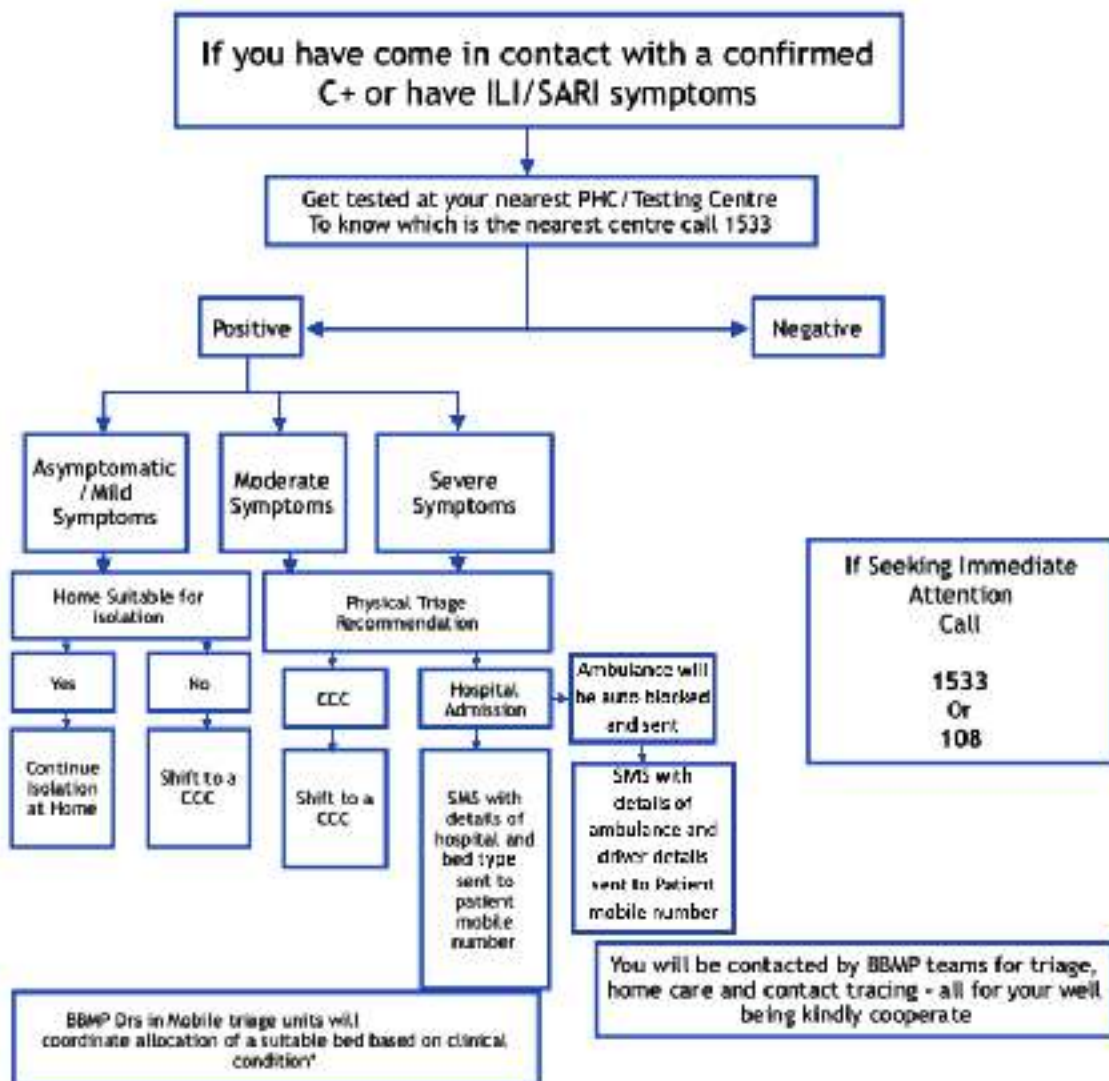 If you have come in contact with a confirmed
C+ or have ILI/SARI symptoms
Get tested at your nearest PHC/Testing Centre
To know which is the nearest centre call 1533
Positive
Negative
Asymptomatic
/Mild
Symptoms
Moderate
Symptoms
Severe
Symptoms
Home Suitable for
isolation
Physical Triage
Recommendation
Yes
No
CCC
Hospital
Admission
Ambulance will
be auto blocked
and sent
Continue
isolation
at Home
Shift to a
CCC
Shift to a
CCC
SMS with
details of
hospital and
bed type
sent to
patient
mobile
number
SMS with
details of
ambulance and
driver details
sent to Patient
mobile number
If Seeking Immediate
Attention
Call
1533
Or
108
You will be contacted by BBMP teams for triage,
home care and contact tracing - all for your well
being kindly cooperate
BBMP Drs in Mobile triage units will
coordinate allocation of a suitable bed based on clinical
condition*